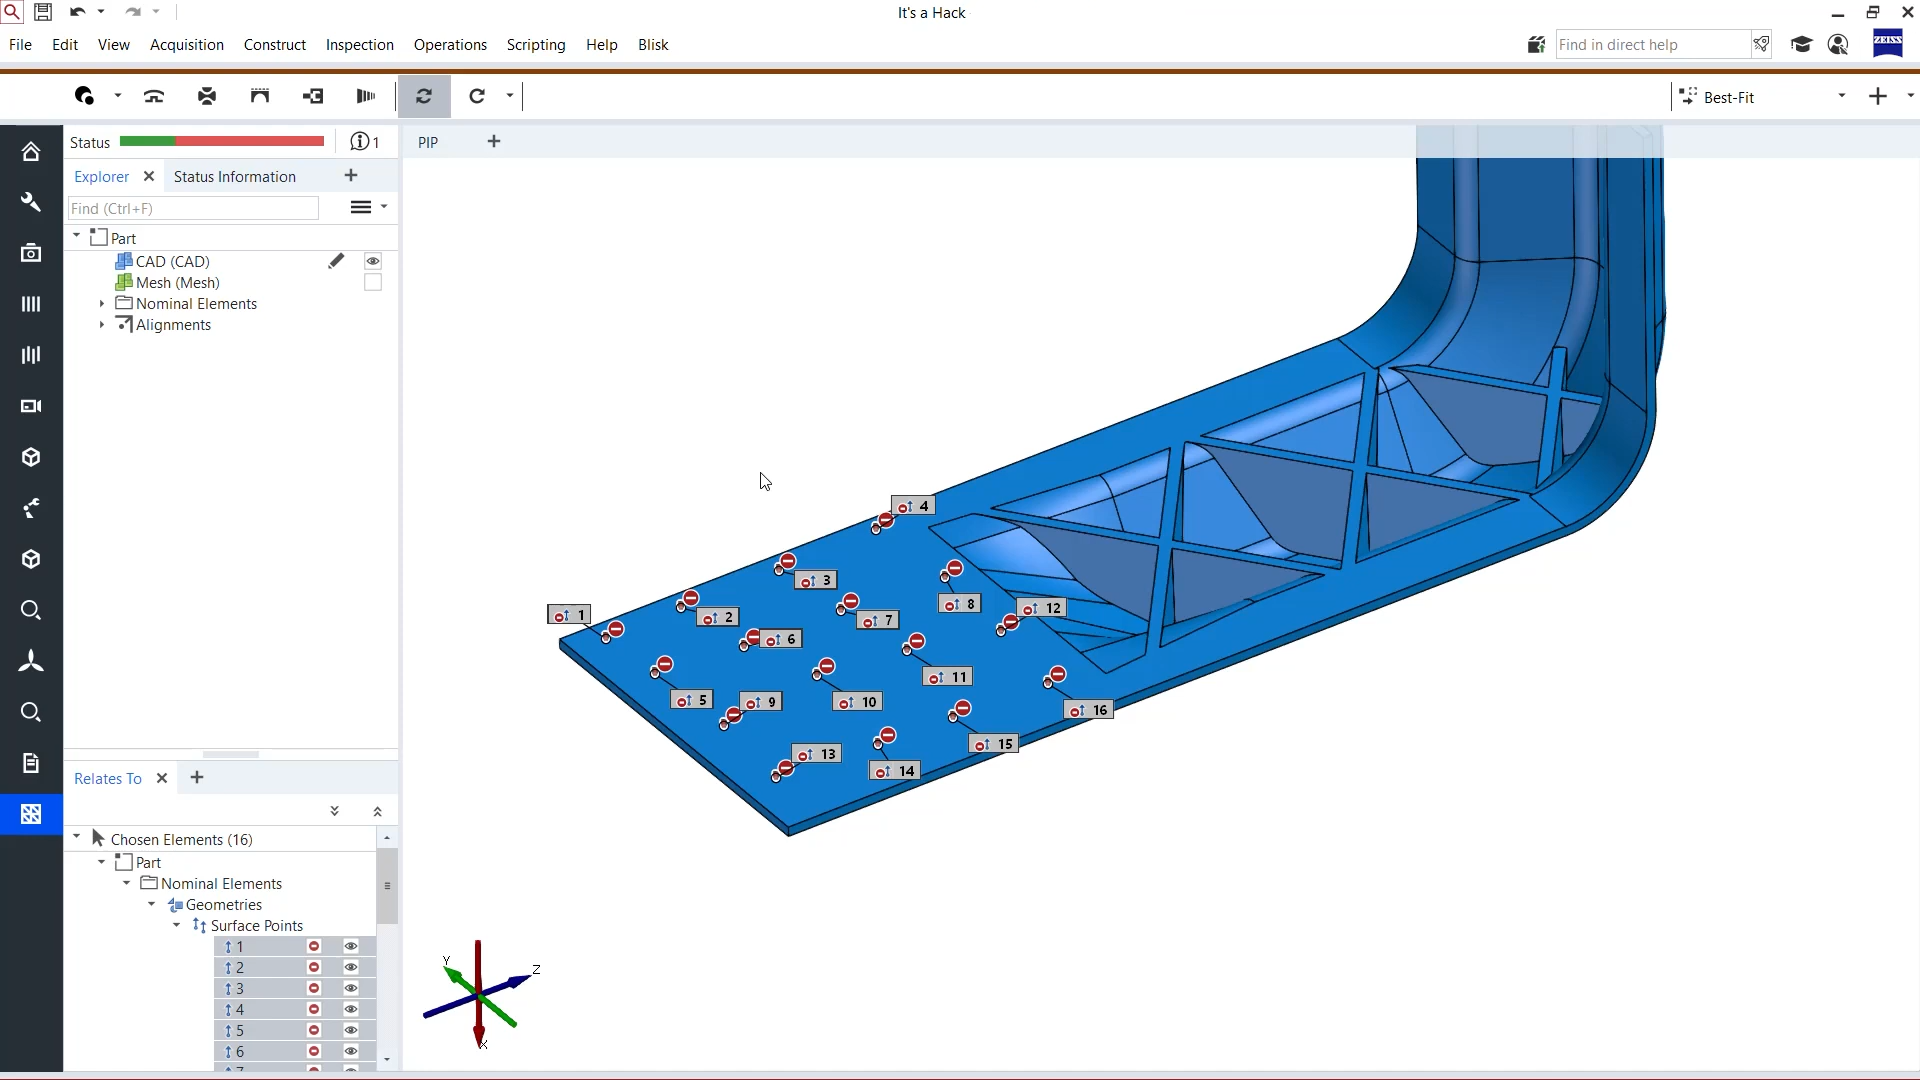 It's a Hack
File Edit View Acquisition Construct Inspection Operations Scripting Help Blisk
Find in direct help
ZEISS
Best-Fit
Status
1
PIP
Explorer
Status Information
Find (Ctrl+F)
Part
CAD (CAD)
Mesh (Mesh)
Nominal Elements
Alignments
4
3
8
12
1
2
7
6
11
5
9
10
16
13
15
14
Relates To
Chosen Elements (16)
Part
Nominal Elements
Geometries
Surface Points
1
2
3
4
5
6
7
Y
Z
X